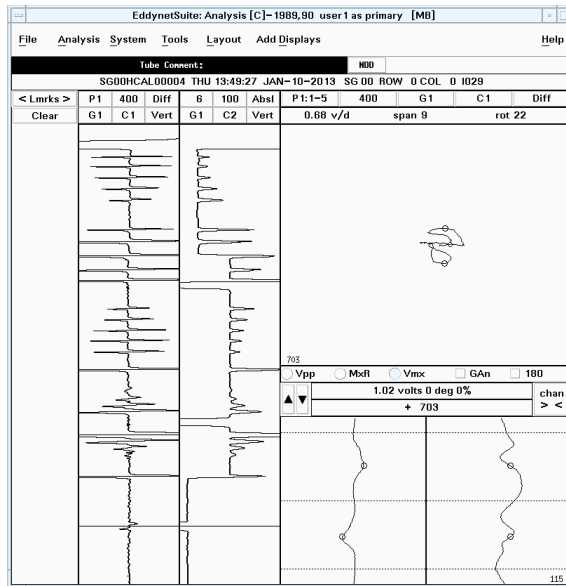 EddynetSuite: Analysis [C]-1989,90 user1 as primary [MB]
File Analysis System Tools Layout Add Displays Help
Tube Comment: NDD
SG00HCAL00004 THU 13:49:27 JAN-10-2013 SG 00 ROW 0 COL 0 I029
< Lmrks > P1 400 Diff 6 100 Absl P1:1-5 400 G1 C1 Diff
Clear G1 C1 Vert G1 C2 Vert 0.68 v/d span 9 rot 22
703
Vpp MxR Vmx GAn 180
1.02 volts 0 deg 0% chan
+ 703 > <
115